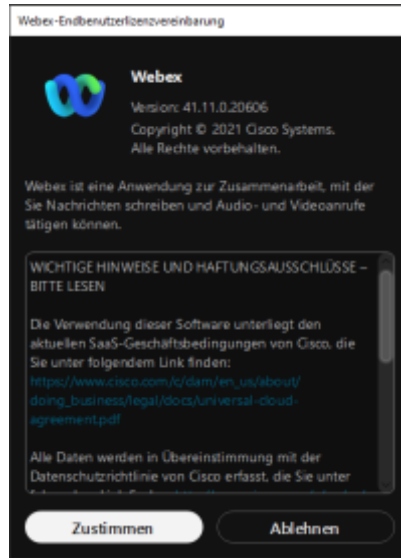 Webex-Endbenutzerlizenzvereinbarung
Webex
Version: 41.11.0.20606
Copyright © 2021 Cisco Systems.
Alle Rechte vorbehalten.
Webex ist eine Anwendung zur Zusammenarbeit, mit der
Sie Nachrichten schreiben und Audio- und Videoanrufe
tätigen können.
WICHTIGE HINWEISE UND HAFTUNGSAUSSCHLÜSSE –
BITTE LESEN
Die Verwendung dieser Software unterliegt den
aktuellen SaaS-Geschäftsbedingungen von Cisco, die
Sie unter folgendem Link finden:
https://www.cisco.com/c/dam/en_us/about/
doing_business/legal/docs/universal-cloud-
agreement.pdf
Alle Daten werden in Übereinstimmung mit der
Datenschutzrichtlinie von Cisco erfasst, die Sie unter
Zustimmen
Ablehnen